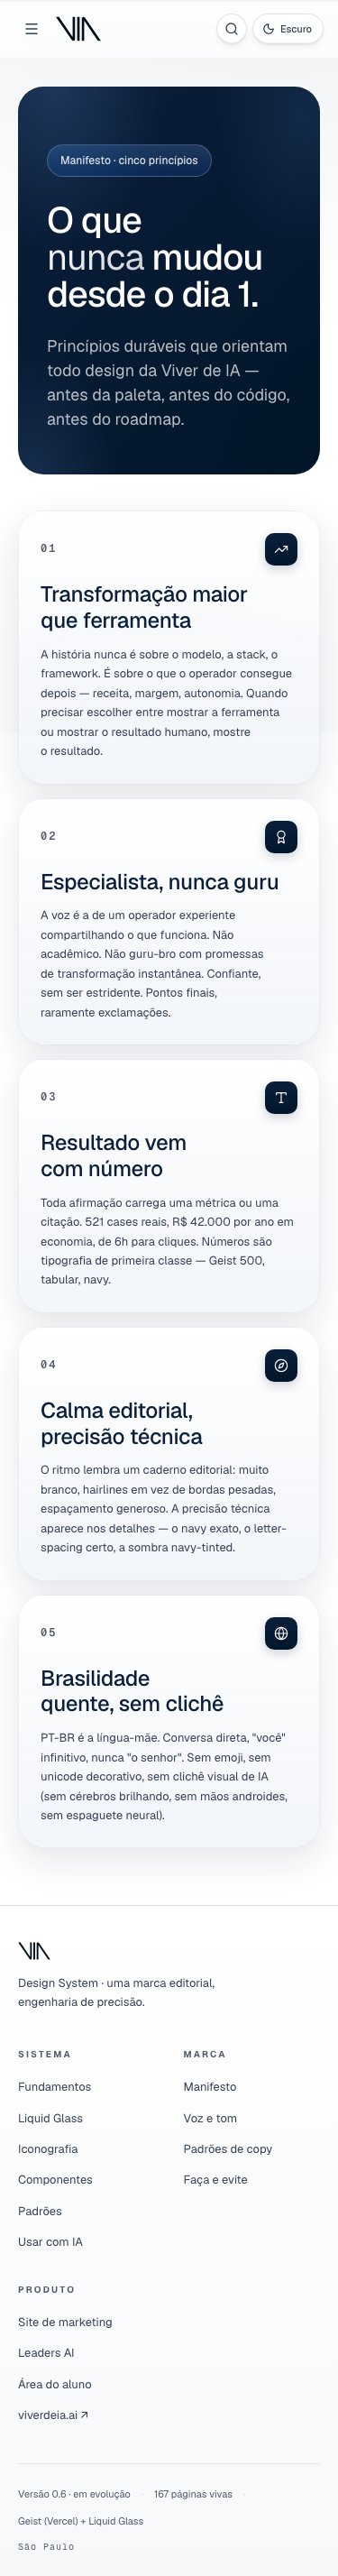 VIA
Escuro
Manifesto · cinco princípios
O que
nunca mudou
desde o dia 1.
Princípios duráveis que orientam
todo design da Viver de IA —
antes da paleta, antes do código,
antes do roadmap.
01
Transformação maior
que ferramenta
A história nunca é sobre o modelo, a stack, o
framework. É sobre o que o operador consegue
depois — receita, margem, autonomia. Quando
precisar escolher entre mostrar a ferramenta
ou mostrar o resultado humano, mostre
o resultado.
02
Especialista, nunca guru
A voz é a de um operador experiente
compartilhando o que funciona. Não
acadêmico. Não guru-bro com promessas
de transformação instantânea. Confiante,
sem ser estridente. Pontos finais,
raramente exclamações.
03
Resultado vem
com número
Toda afirmação carrega uma métrica ou uma
citação. 521 cases reais, R$ 42.000 por ano em
economia, de 6h para cliques. Números são
tipografia de primeira classe — Geist 500,
tabular, navy.
04
Calma editorial,
precisão técnica
O ritmo lembra um caderno editorial: muito
branco, hairlines em vez de bordas pesadas,
espaçamento generoso. A precisão técnica
aparece nos detalhes — o navy exato, o letter-
spacing certo, a sombra navy-tinted.
05
Brasilidade
quente, sem clichê
PT-BR é a língua-mãe. Conversa direta, "você"
infinitivo, nunca "o senhor". Sem emoji, sem
unicode decorativo, sem clichê visual de IA
(sem cérebros brilhando, sem mãos androides,
sem espaguete neural).
VIA
Design System · uma marca editorial,
engenharia de precisão.
SISTEMA
Fundamentos
Liquid Glass
Iconografia
Componentes
Padrões
Usar com IA
MARCA
Manifesto
Voz e tom
Padrões de copy
Faça e evite
PRODUTO
Site de marketing
Leaders AI
Área do aluno
viverdeia.ai ↗
Versão 0.6 · em evolução · 167 páginas vivas ·
Geist (Vercel) + Liquid Glass
São Paulo